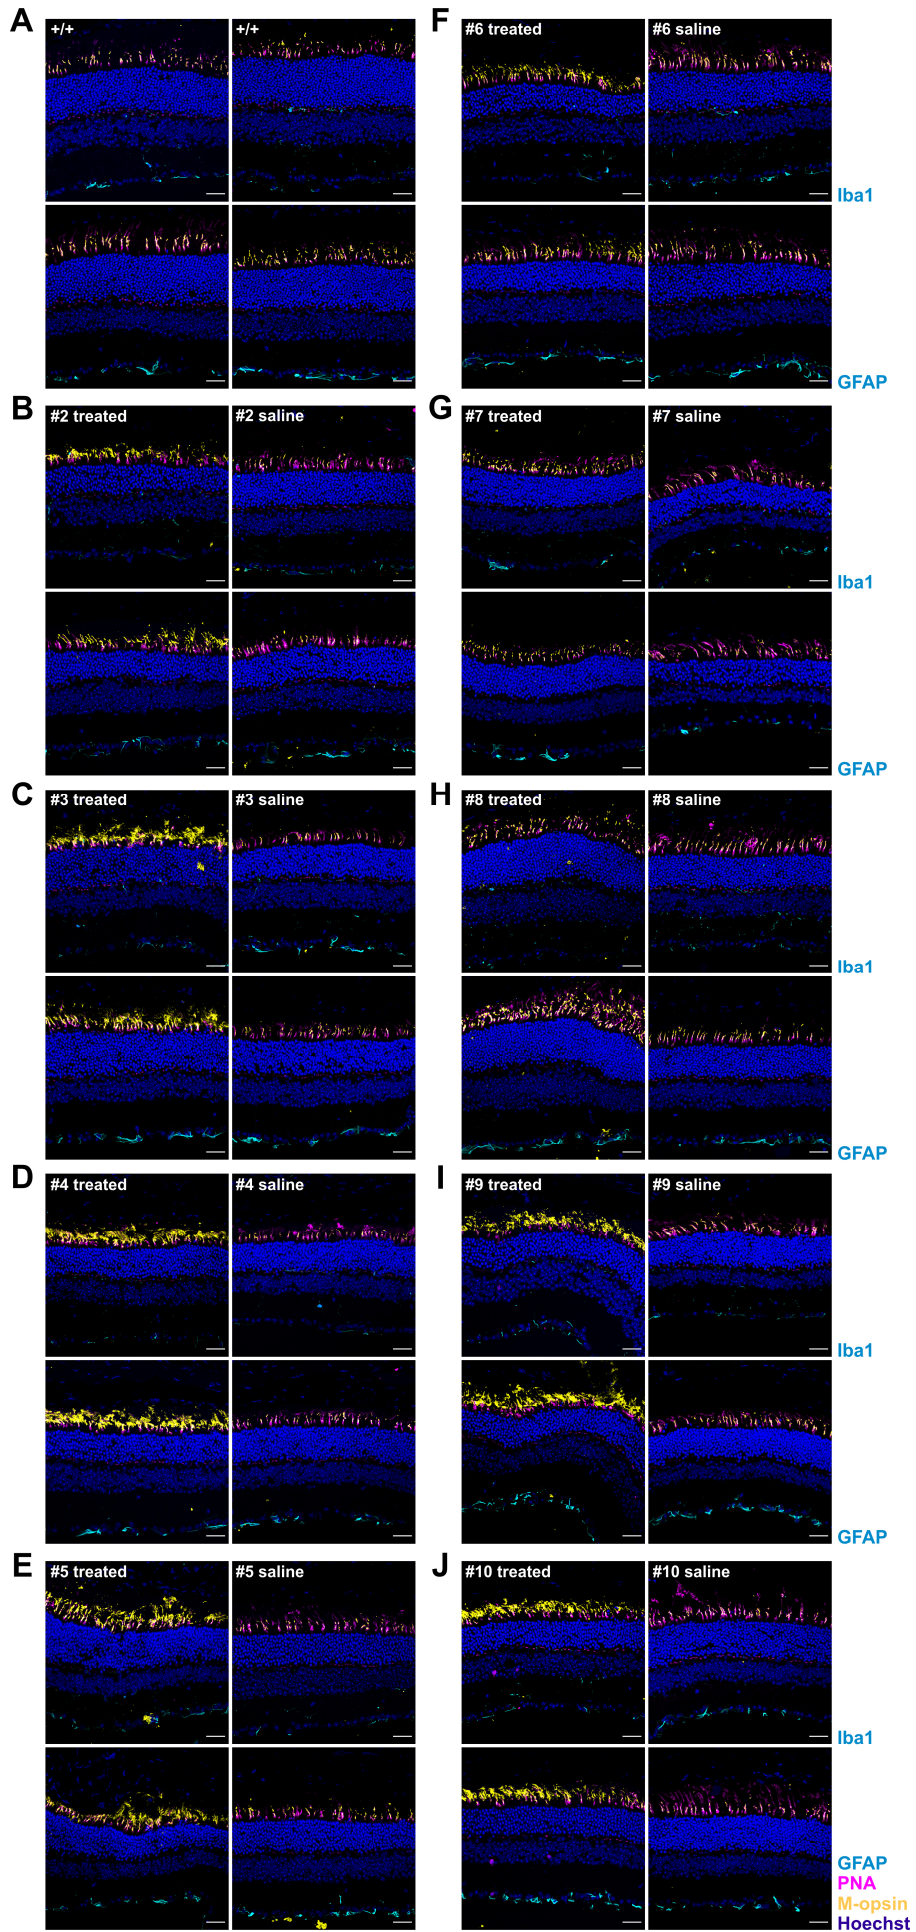 A
+/+
+/+
F
#6 treated
#6 saline
Iba1
GFAP
B
#2 treated
#2 saline
G
#7 treated
#7 saline
Iba1
GFAP
C
#3 treated
#3 saline
H
#8 treated
#8 saline
Iba1
GFAP
D
#4 treated
#4 saline
I
#9 treated
#9 saline
Iba1
GFAP
E
#5 treated
#5 saline
J
#10 treated
#10 saline
Iba1
GFAP
PNA
M-opsin
Hoechst